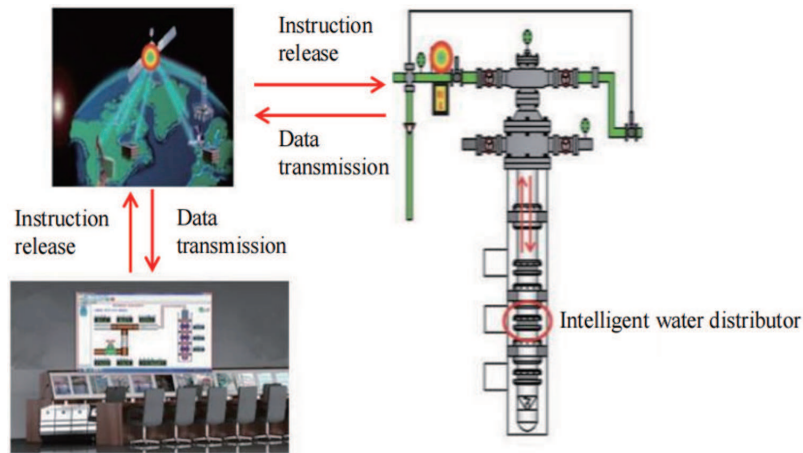 Instruction
release
Data
transmission
Instruction
release
Data
transmission
Intelligent water distributor